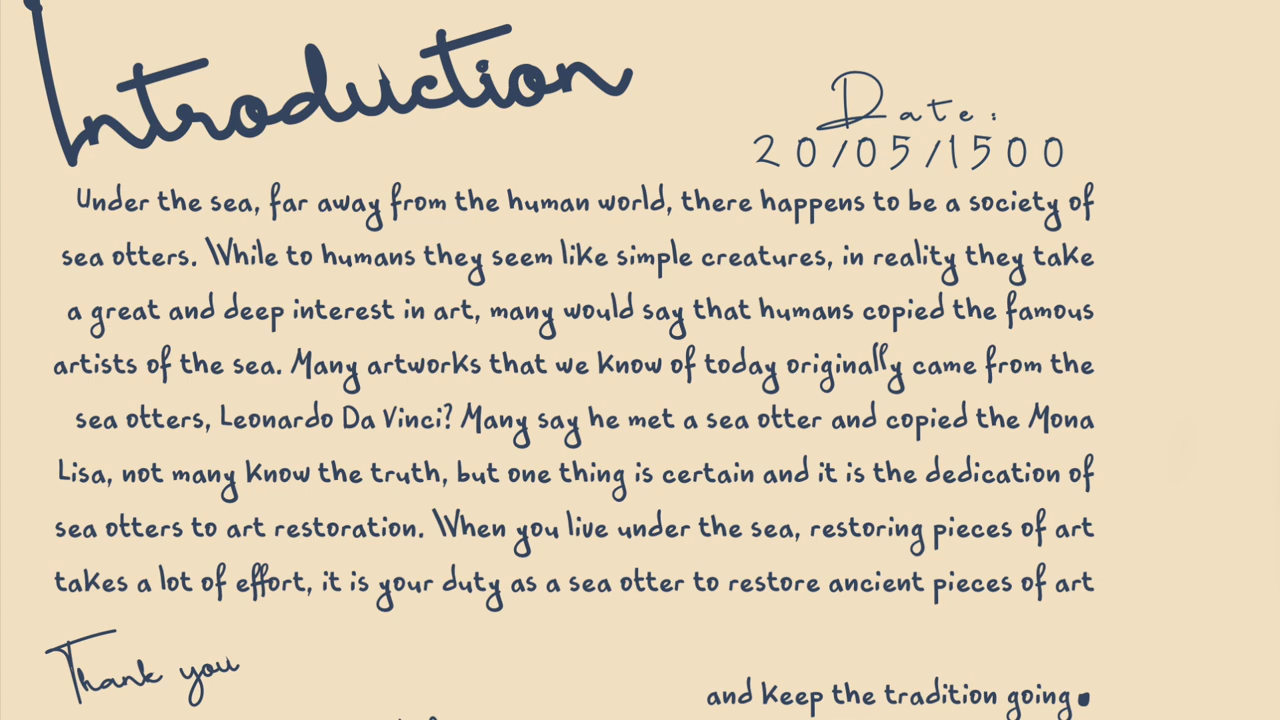 Introduction
Date:
20/05/1500
Under the sea, far away from the human world, there happens to be a society of
sea otters. While to humans they seem like simple creatures, in reality they take
a great and deep interest in art, many would say that humans copied the famous
artists of the sea. Many artworks that we know of today originally came from the
sea otters, Leonardo Da Vinci? Many say he met a sea otter and copied the Mona
Lisa, not many know the truth, but one thing is certain and it is the dedication of
sea otters to art restoration. When you live under the sea, restoring pieces of art
takes a lot of effort, it is your duty as a sea otter to restore ancient pieces of art
and keep the tradition going.
Thank you